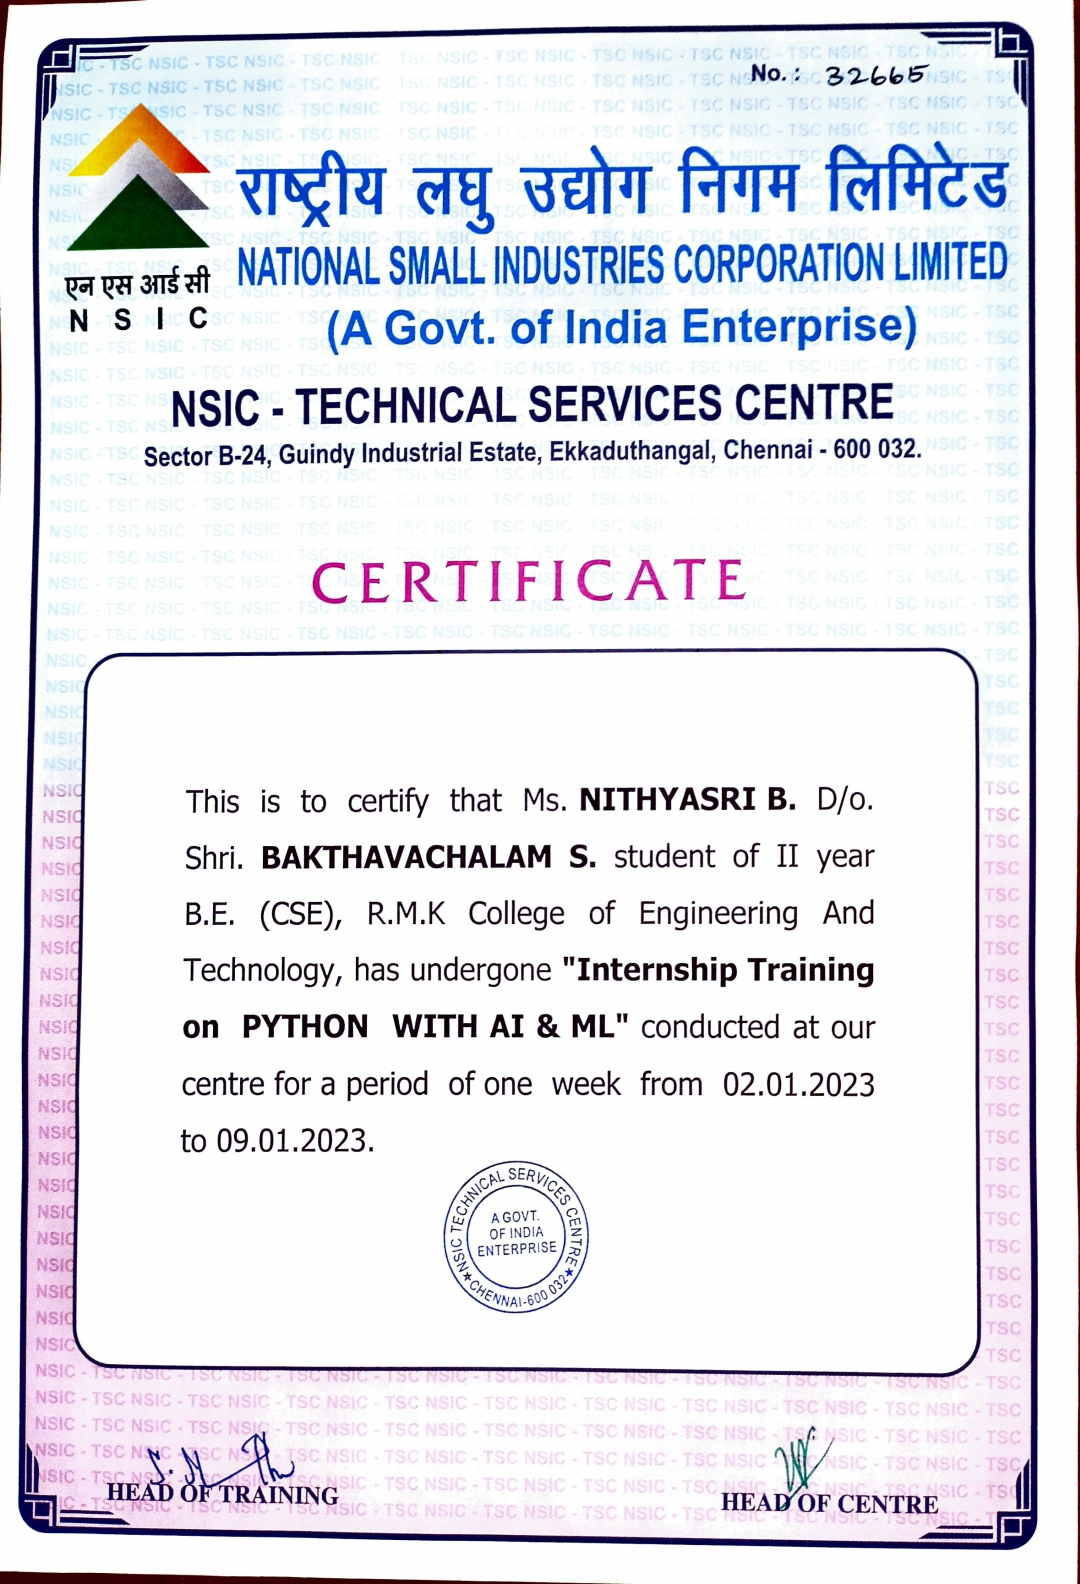 No. : 32665
राष्ट्रीय लघु उद्योग निगम लिमिटेड
एन एस आई सी
N S I C
NATIONAL SMALL INDUSTRIES CORPORATION LIMITED
(A Govt. of India Enterprise)
NSIC - TECHNICAL SERVICES CENTRE
Sector B-24, Guindy Industrial Estate, Ekkaduthangal, Chennai - 600 032.
CERTIFICATE
This is to certify that Ms. NITHYASRI B. D/o.
Shri. BAKTHAVACHALAM S. student of II year
B.E. (CSE), R.M.K College of Engineering And
Technology, has undergone "Internship Training
on PYTHON WITH AI & ML" conducted at our
centre for a period of one week from 02.01.2023
to 09.01.2023.
NSIC TECHNICAL SERVICES CENTRE
★ CHENNAI-600 032 ★
A GOVT.
OF INDIA
ENTERPRISE
HEAD OF TRAINING
HEAD OF CENTRE